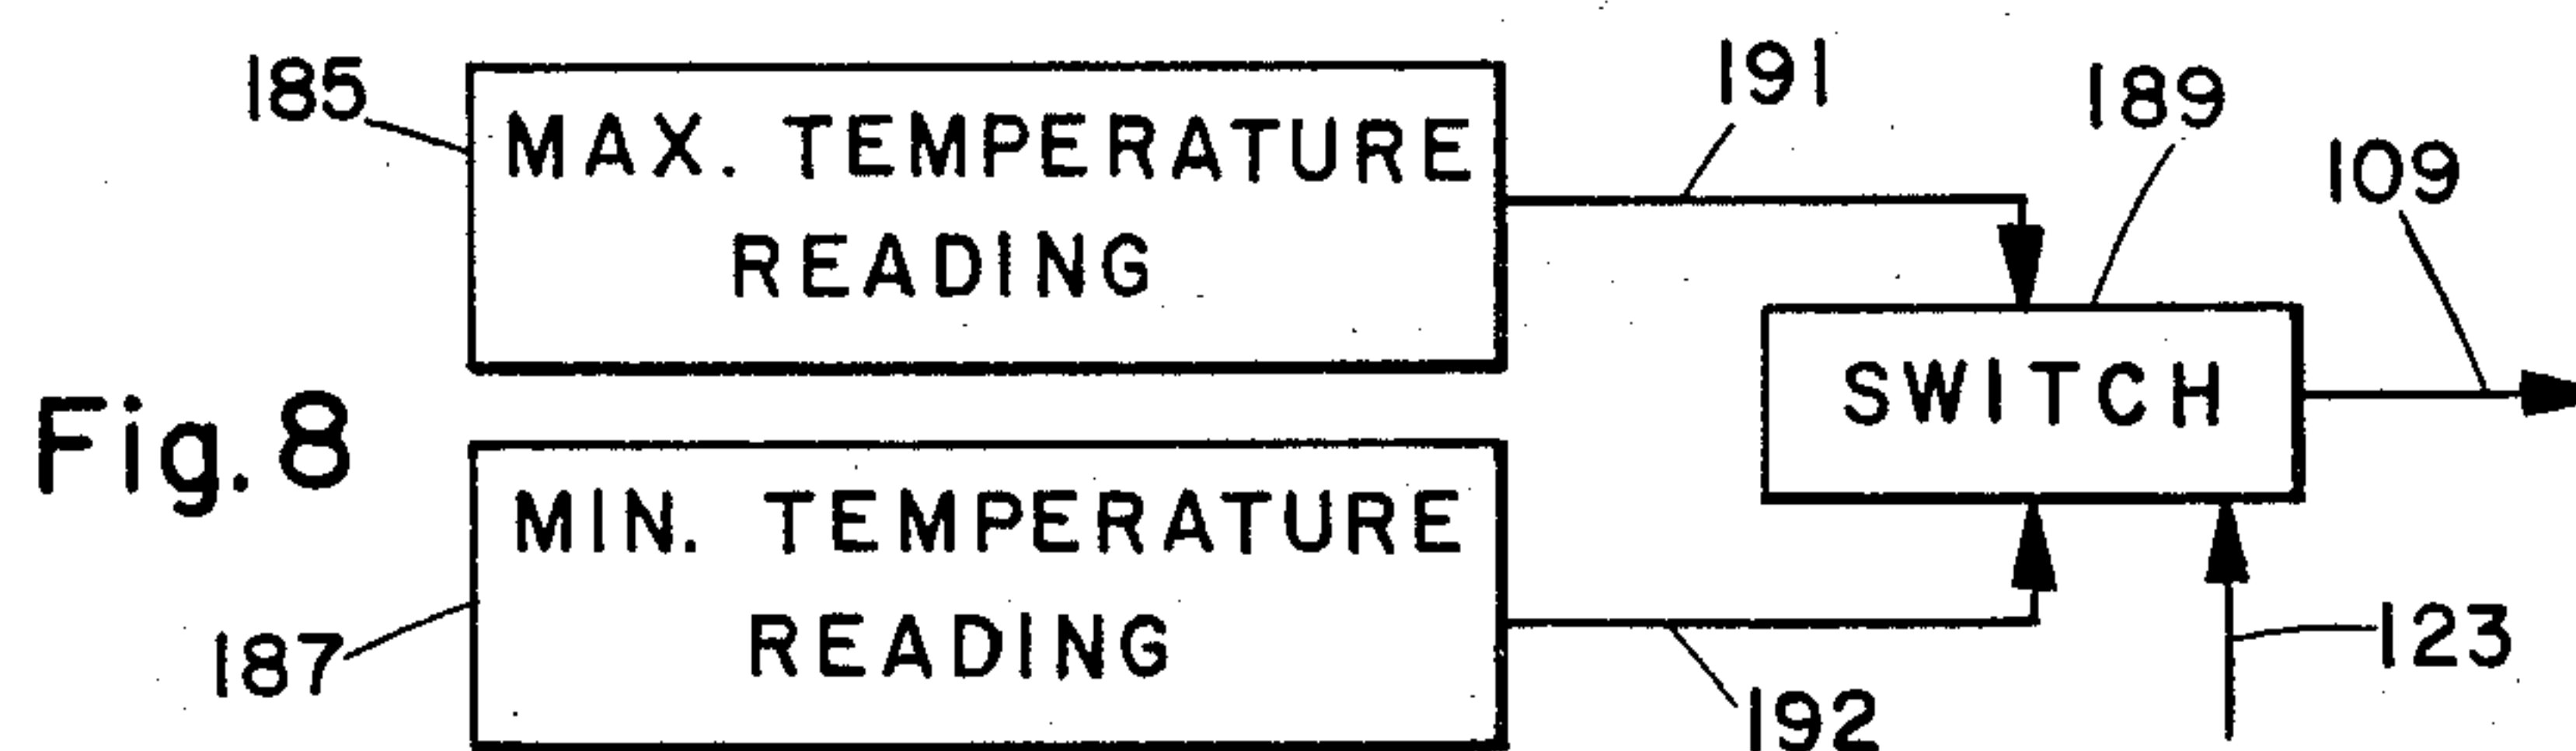 185
MAX. TEMPERATURE
READING
191
189
109
Fig. 8
SWITCH
MIN. TEMPERATURE
READING
187
192
123